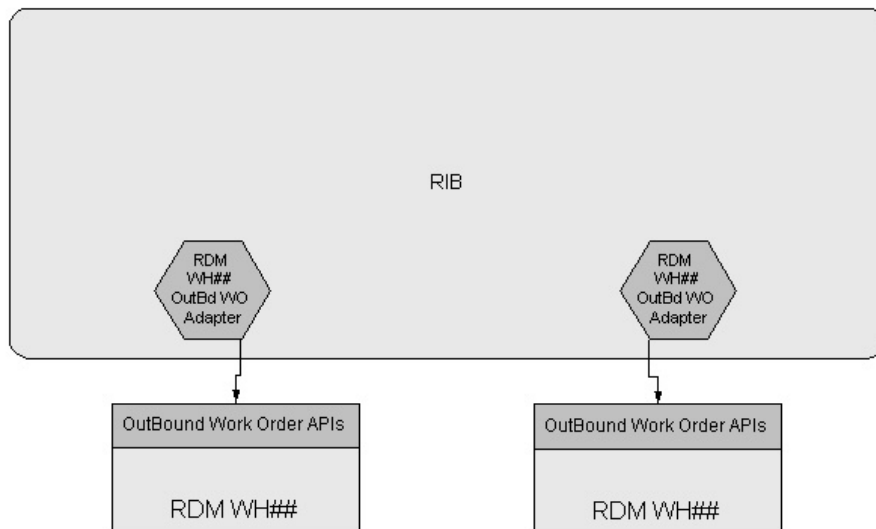 RIB
RDM
WH##
OutBd WO
Adapter
RDM
WH##
OutBd WO
Adapter
OutBound Work Order APIs
OutBound Work Order APIs
RDM WH##
RDM WH##